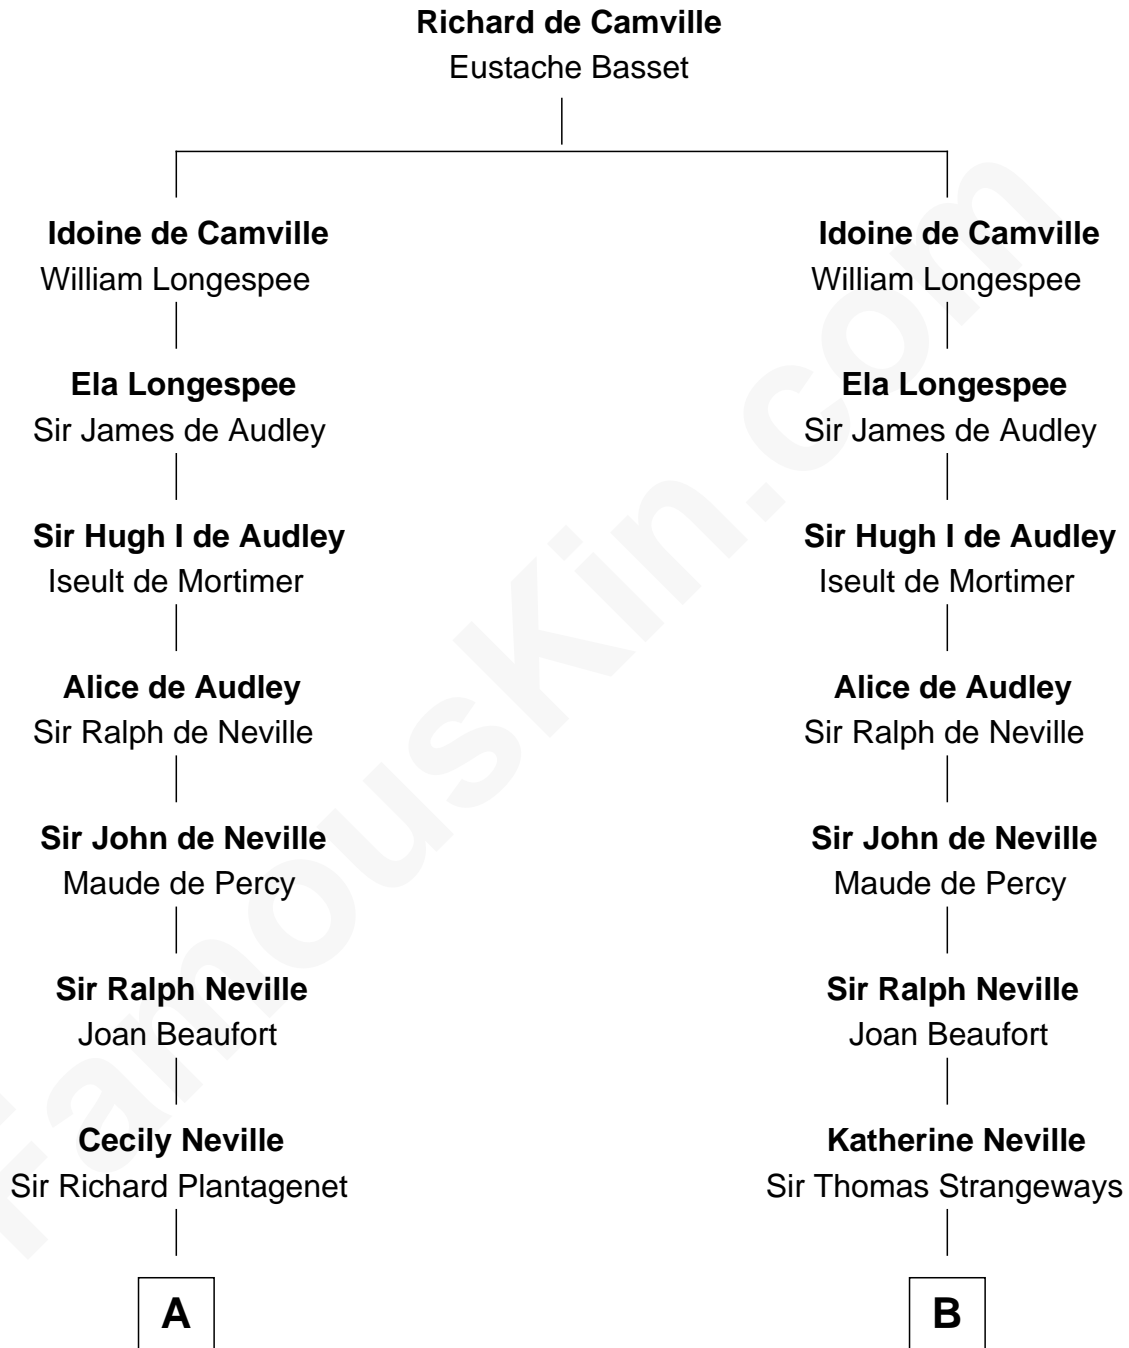 Richard de Camville
Eustache Basset
Idoine de Camville
William Longespee
Ela Longespee
Sir James de Audley
Sir Hugh I de Audley
Iseult de Mortimer
Alice de Audley
Sir Ralph de Neville
Sir John de Neville
Maude de Percy
Sir Ralph Neville
Joan Beaufort
Cecily Neville
Sir Richard Plantagenet
A
Idoine de Camville
William Longespee
Ela Longespee
Sir James de Audley
Sir Hugh I de Audley
Iseult de Mortimer
Alice de Audley
Sir Ralph de Neville
Sir John de Neville
Maude de Percy
Sir Ralph Neville
Joan Beaufort
Katherine Neville
Sir Thomas Strangeways
B
FamousKin.com